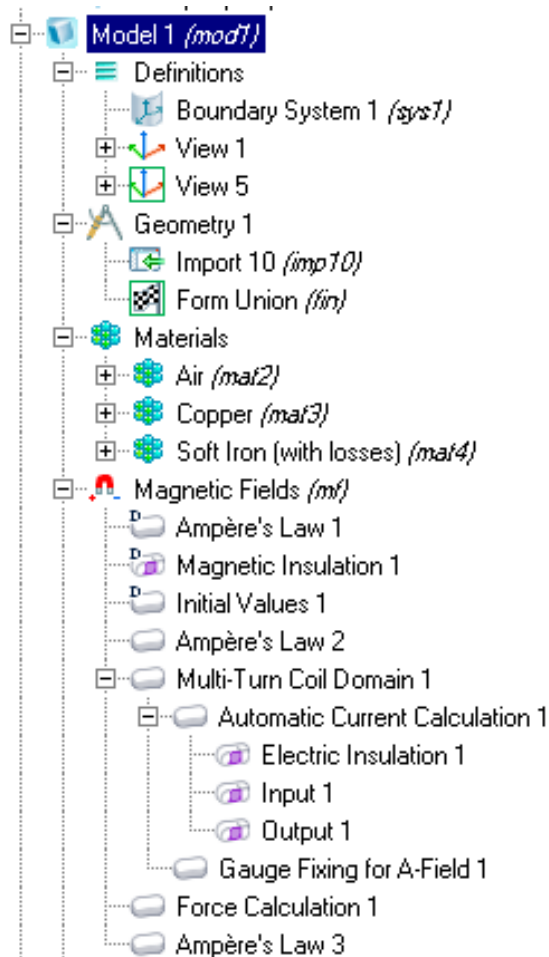 Model 1 (mod1)
Definitions
Boundary System 1 (sys1)
View 1
View 5
Geometry 1
Import 10 (imp10)
Form Union (fin)
Materials
Air (mat2)
Copper (mat3)
Soft Iron (with losses) (mat4)
Magnetic Fields (mf)
D Ampère's Law 1
D Magnetic Insulation 1
D Initial Values 1
Ampère's Law 2
Multi-Turn Coil Domain 1
Automatic Current Calculation 1
Electric Insulation 1
Input 1
Output 1
Gauge Fixing for A-Field 1
Force Calculation 1
Ampère's Law 3